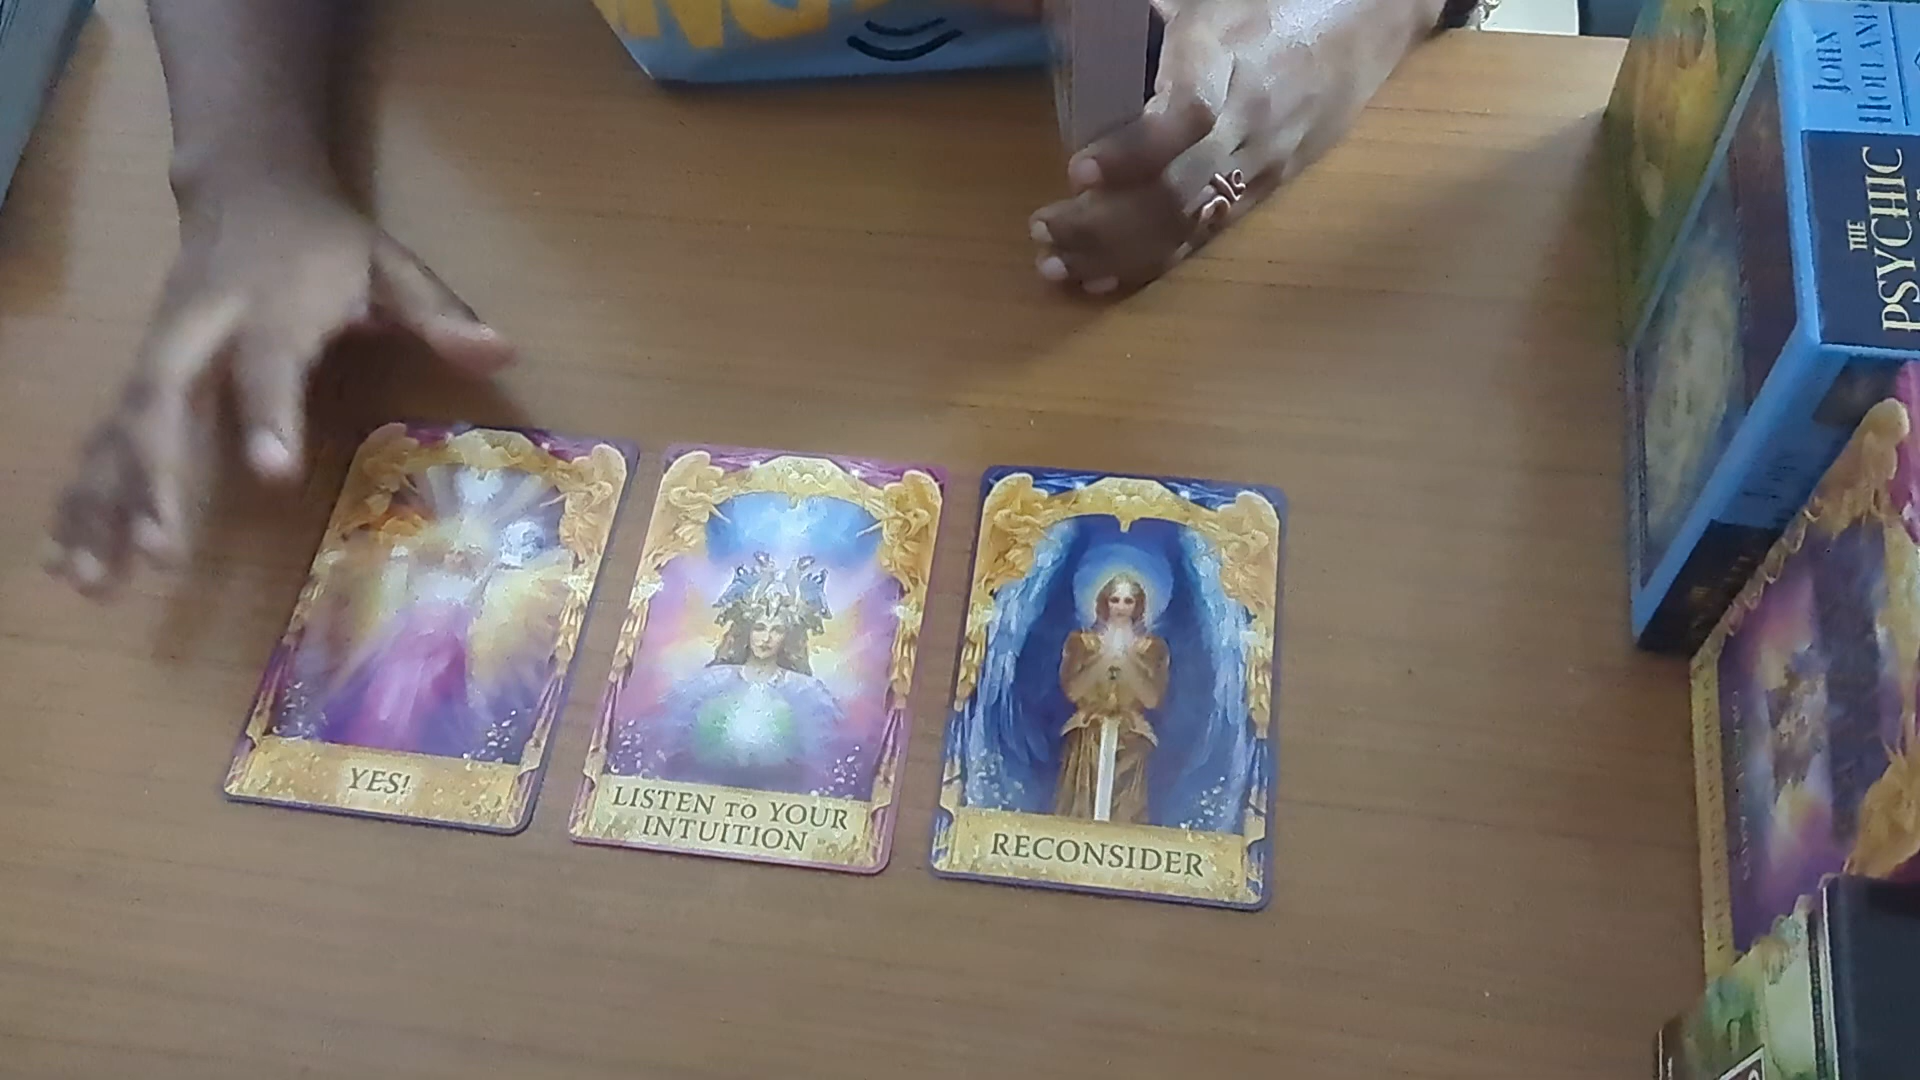 YES!
LISTEN TO YOUR
INTUITION
RECONSIDER
JOHN
HOLLAND
THE
PSYCHIC